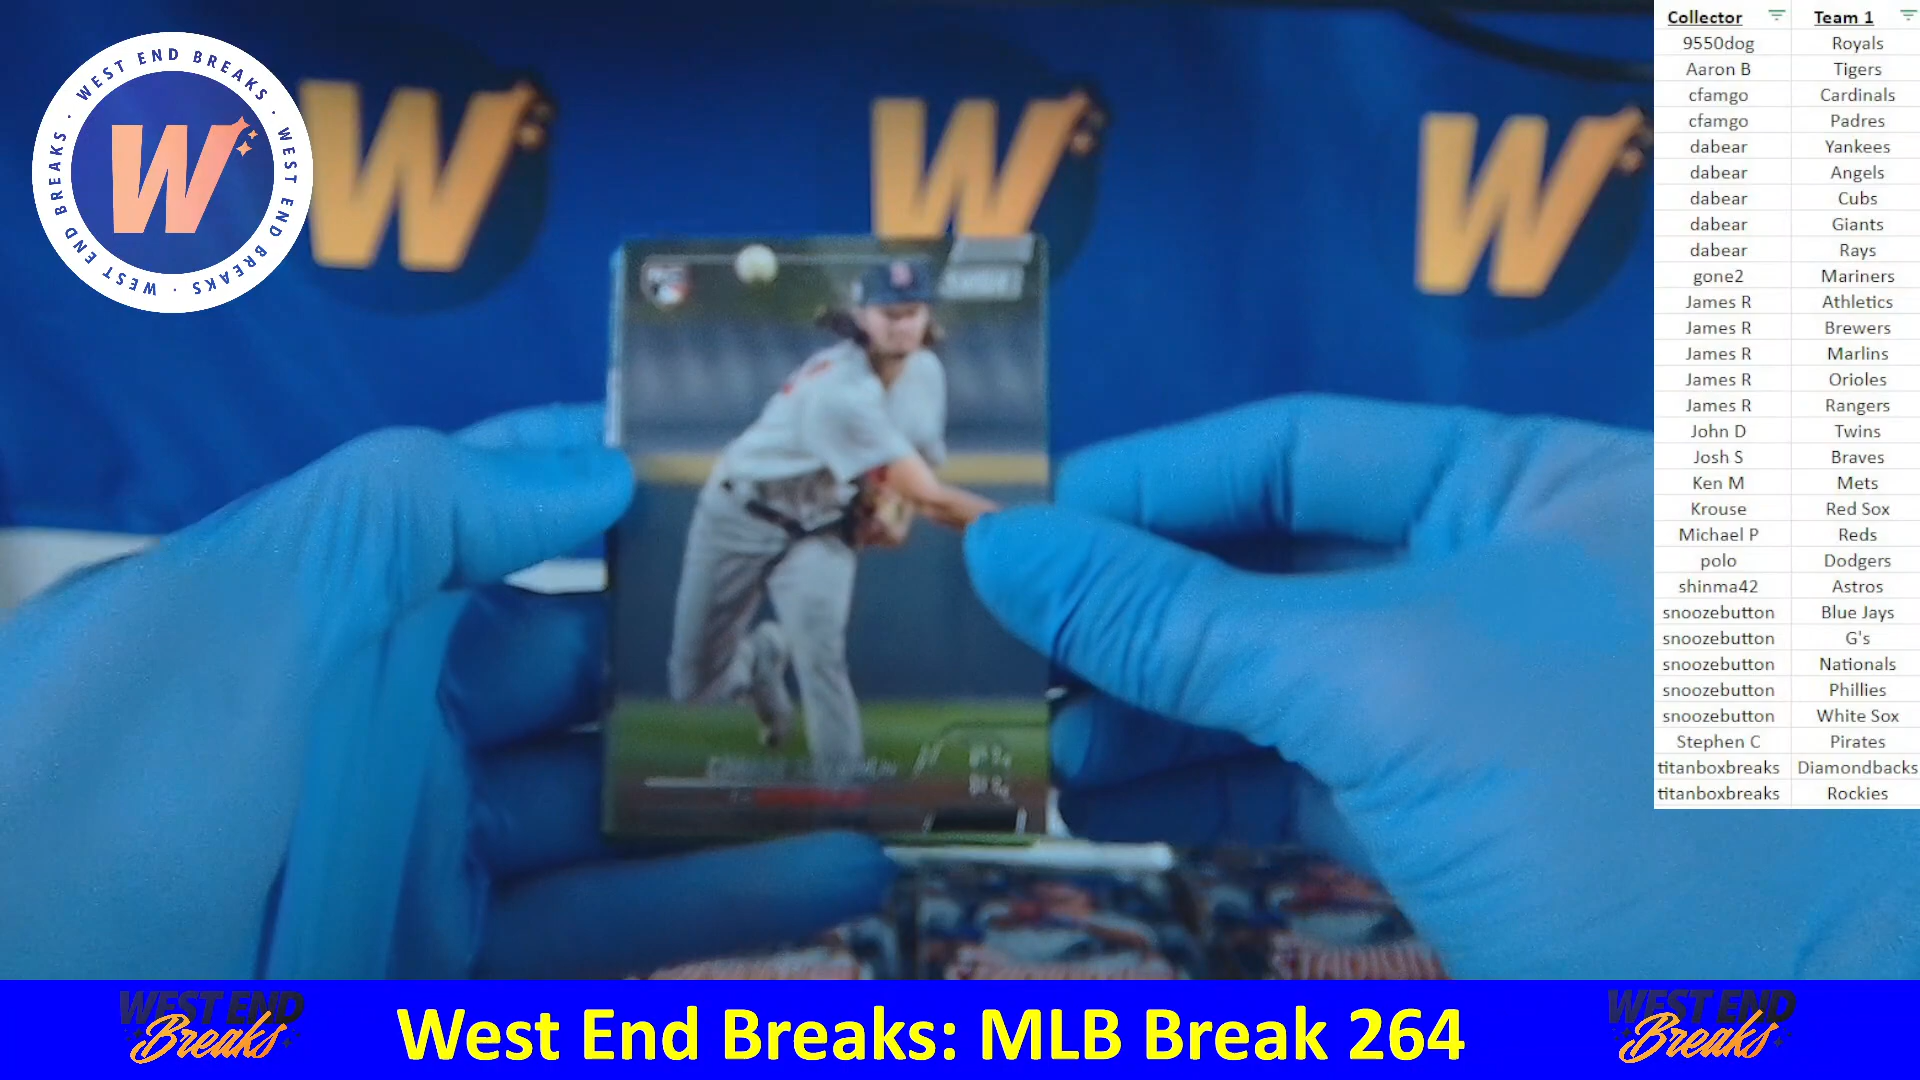 WEST END BREAKS · WEST END BREAKS · WEST END BREAKS ·
W
W
W
W
Collector Team 1
9550dog Royals
Aaron B Tigers
cfamgo Cardinals
cfamgo Padres
dabear Yankees
dabear Angels
dabear Cubs
dabear Giants
dabear Rays
gone2 Mariners
James R Athletics
James R Brewers
James R Marlins
James R Orioles
James R Rangers
John D Twins
Josh S Braves
Ken M Mets
Krouse Red Sox
Michael P Reds
polo Dodgers
shinma42 Astros
snoozebutton Blue Jays
snoozebutton G's
snoozebutton Nationals
snoozebutton Phillies
snoozebutton White Sox
Stephen C Pirates
titanboxbreaks Diamondbacks
titanboxbreaks Rockies
WEST END
Breaks
West End Breaks: MLB Break 264
WEST END
Breaks